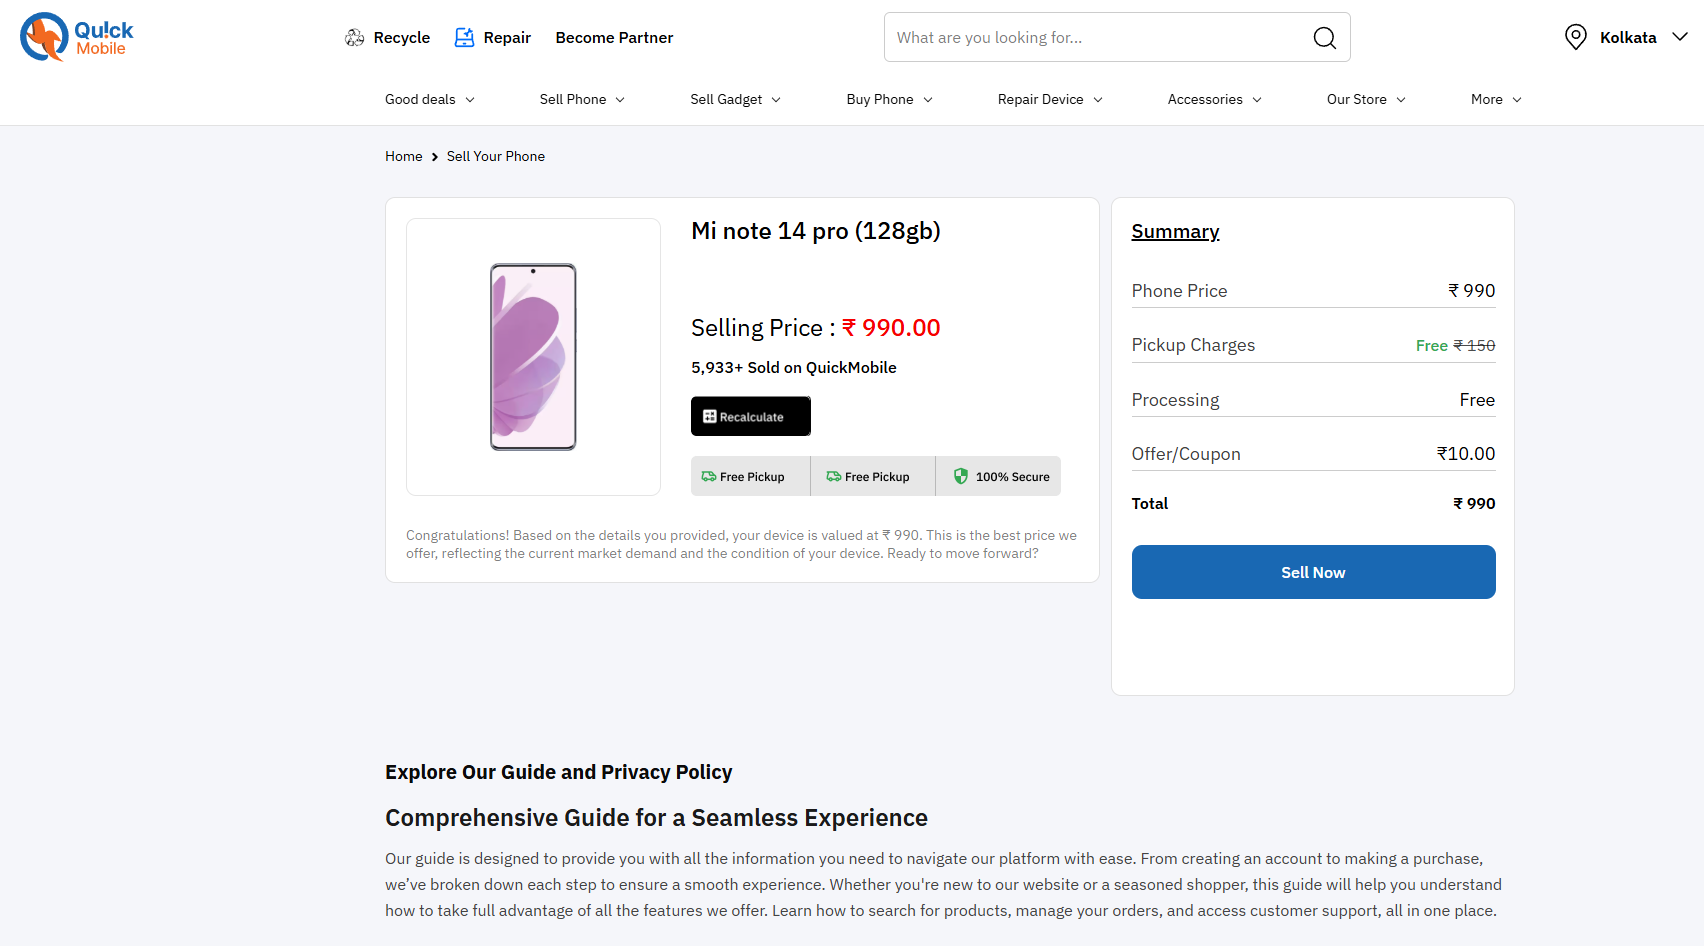 Qu!ck
Mobile
Recycle
Repair
Become Partner
What are you looking for...
Kolkata
Good deals
Sell Phone
Sell Gadget
Buy Phone
Repair Device
Accessories
Our Store
More
Home
Sell Your Phone
Mi note 14 pro (128gb)
Selling Price : ₹ 990.00
5,933+ Sold on QuickMobile
Recalculate
Free Pickup
Free Pickup
100% Secure
Congratulations! Based on the details you provided, your device is valued at ₹ 990. This is the best price we
offer, reflecting the current market demand and the condition of your device. Ready to move forward?
Summary
Phone Price ₹ 990
Pickup Charges Free ₹ 150
Processing Free
Offer/Coupon ₹10.00
Total ₹ 990
Sell Now
Explore Our Guide and Privacy Policy
Comprehensive Guide for a Seamless Experience
Our guide is designed to provide you with all the information you need to navigate our platform with ease. From creating an account to making a purchase,
we’ve broken down each step to ensure a smooth experience. Whether you're new to our website or a seasoned shopper, this guide will help you understand
how to take full advantage of all the features we offer. Learn how to search for products, manage your orders, and access customer support, all in one place.